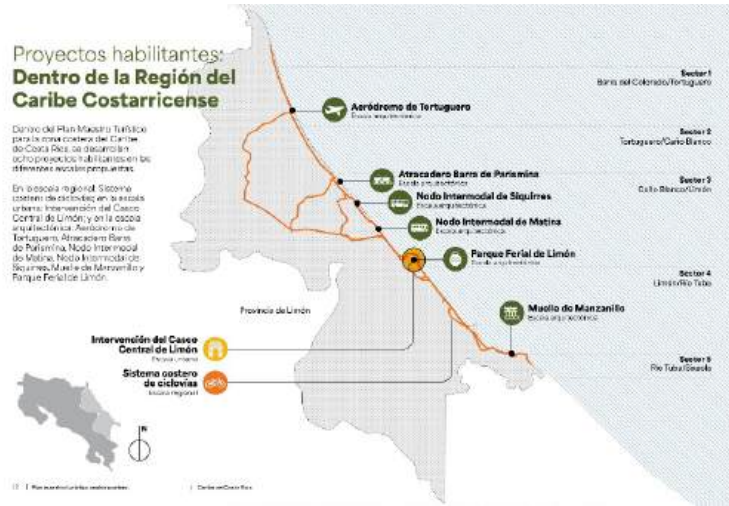 Proyectos habilitantes:
Dentro de la Región del
Caribe Costarricense
Dentro del Plan Maestro Turístico
para la zona costera del Caribe
de Costa Rica, se desarrollan
ocho proyectos habilitantes en las
diferentes escalas propuestas.
En la escala regional: Sistema
costero de ciclovías; en la escala
urbana: Intervención del Casco
Central de Limón; y en la escala
arquitectónica: Aeródromo de
Tortuguero, Atracadero Barra
de Parismina, Nodo Intermodal
de Matina, Nodo Intermodal de
Siquirres, Muelle de Manzanillo y
Parque Ferial de Limón.
Aeródromo de Tortuguero
Escala arquitectónica
Atracadero Barra de Parismina
Escala arquitectónica
Nodo Intermodal de Siquirres
Escala arquitectónica
Nodo Intermodal de Matina
Escala arquitectónica
Parque Ferial de Limón
Escala arquitectónica
Muelle de Manzanillo
Escala arquitectónica
Provincia de Limón
Intervención del Casco
Central de Limón
Escala urbana
Sistema costero
de ciclovías
Escala regional
Sector 1
Barra del Colorado/Tortuguero
Sector 2
Tortuguero/Caño Blanco
Sector 3
Caño Blanco/Limón
Sector 4
Limón/Río Tuba
Sector 5
Río Tuba/Sixaola
N
Caribe de Costa Rica